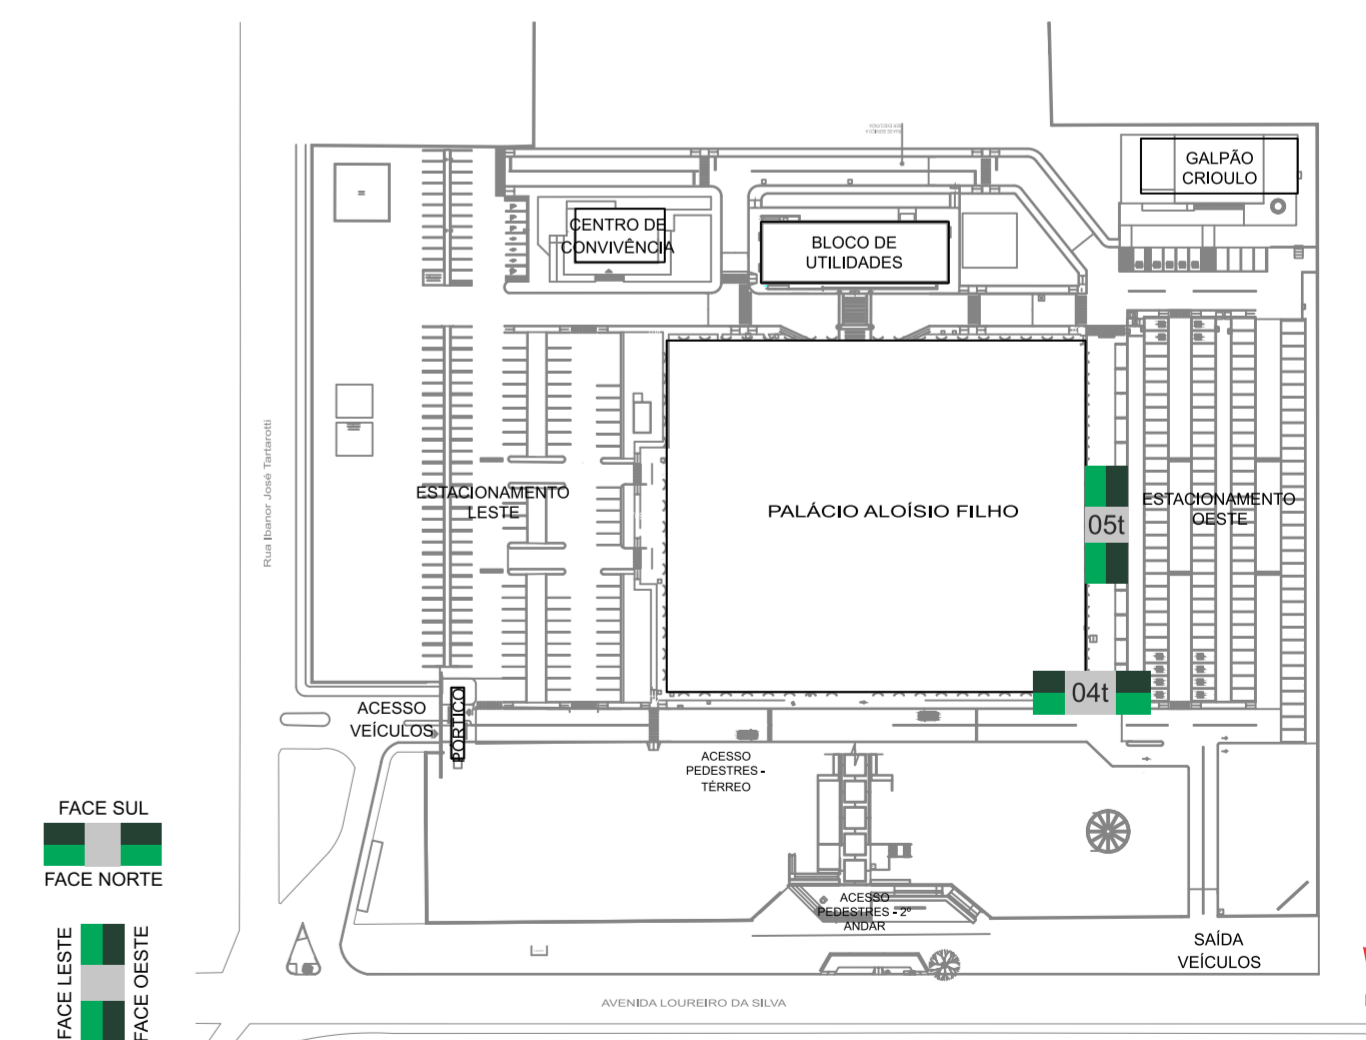 GALPÃO
CRIOULO
CENTRO DE
CONVIVÊNCIA
BLOCO DE
UTILIDADES
Rua Ibanor José Tartarotti
ESTACIONAMENTO
LESTE
PALÁCIO ALOÍSIO FILHO
05t
ESTACIONAMENTO
OESTE
04t
ACESSO
VEÍCULOS
PÓRTICO
ACESSO
PEDESTRES -
TÉRREO
FACE SUL
FACE NORTE
ACESSO
PEDESTRES - 2º
ANDAR
FACE LESTE
FACE OESTE
SAÍDA
VEÍCULOS
AVENIDA LOUREIRO DA SILVA